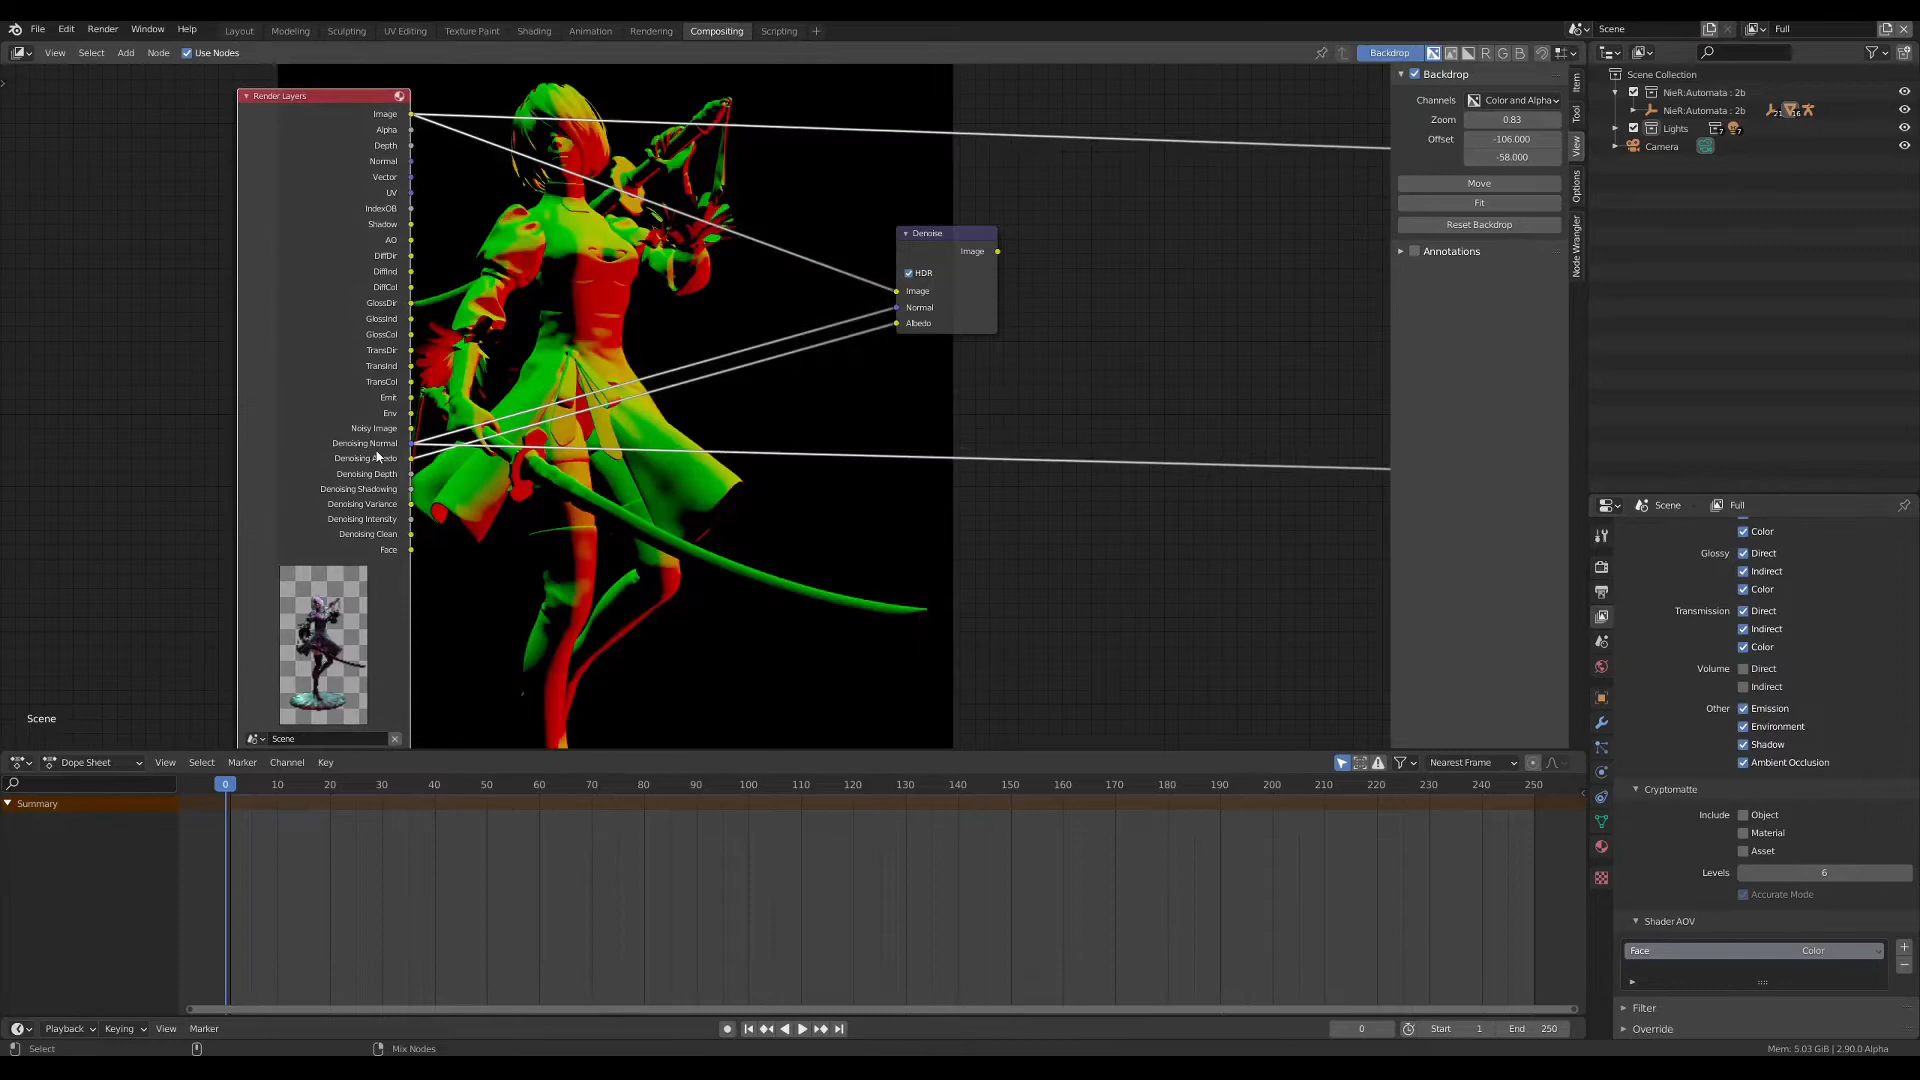 File Edit Render Window Help Layout Modeling Sculpting UV Editing Texture Paint Shading Animation Rendering Compositing Scripting + Scene Full
View Select Add Node Use Nodes Backdrop R G B
Render Layers
Image
Alpha
Depth
Normal
Vector
UV
IndexOB
Shadow
AO
DiffDir
DiffInd
DiffCol
GlossDir
GlossInd
GlossCol
TransDir
TransInd
TransCol
Emit
Env
Noisy Image
Denoising Normal
Denoising Albedo
Denoising Depth
Denoising Shadowing
Denoising Variance
Denoising Intensity
Denoising Clean
Face
Scene
Scene
Denoise
Image
HDR
Image
Normal
Albedo
Backdrop
Channels Color and Alpha
Zoom 0.83
Offset -106.000
-58.000
Move
Fit
Reset Backdrop
Annotations
Item
Tool
View
Options
Node Wrangler
Scene Collection
NieR:Automata : 2b
NieR:Automata : 2b 21 16
Lights 7 7
Camera
Scene Full
Color
Glossy Direct
Indirect
Color
Transmission Direct
Indirect
Color
Volume Direct
Indirect
Other Emission
Environment
Shadow
Ambient Occlusion
Cryptomatte
Include Object
Material
Asset
Levels 6
Accurate Mode
Shader AOV
Face Color
Filter
Override
Dope Sheet View Select Marker Channel Key Nearest Frame
0 10 20 30 40 50 60 70 80 90 100 110 120 130 140 150 160 170 180 190 200 210 220 230 240 250
Summary
Playback Keying View Marker 0 Start 1 End 250
Select Mix Nodes Mem: 5.03 GiB | 2.90.0 Alpha